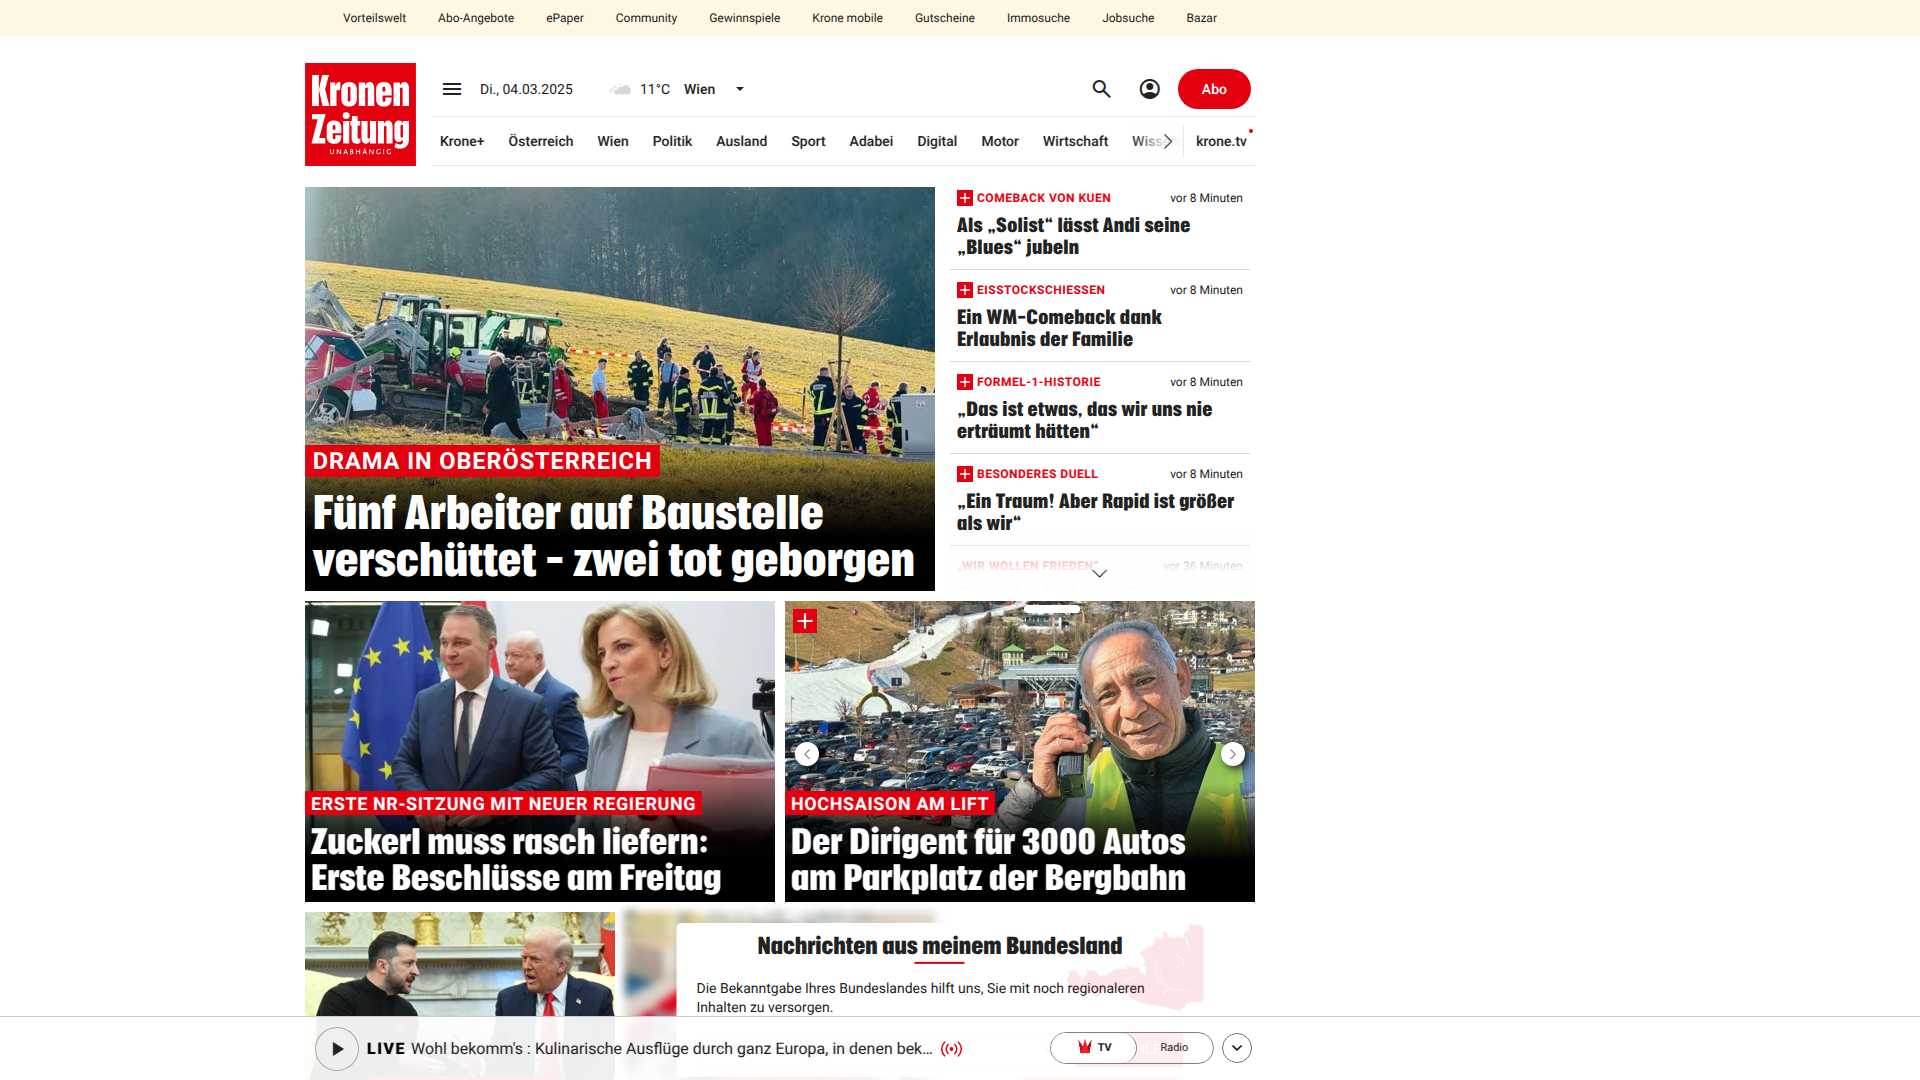 Vorteilswelt Abo-Angebote ePaper Community Gewinnspiele Krone mobile Gutscheine Immosuche Jobsuche Bazar
Kronen
Zeitung
UNABHÄNGIG
Di., 04.03.2025 11°C Wien
Abo
Krone+ Österreich Wien Politik Ausland Sport Adabei Digital Motor Wirtschaft Wiss krone.tv
DRAMA IN OBERÖSTERREICH
Fünf Arbeiter auf Baustelle
verschüttet – zwei tot geborgen
COMEBACK VON KUEN vor 8 Minuten
Als „Solist“ lässt Andi seine
„Blues“ jubeln
EISSTOCKSCHIESSEN vor 8 Minuten
Ein WM-Comeback dank
Erlaubnis der Familie
FORMEL-1-HISTORIE vor 8 Minuten
„Das ist etwas, das wir uns nie
erträumt hätten“
BESONDERES DUELL vor 8 Minuten
„Ein Traum! Aber Rapid ist größer
als wir“
„WIR WOLLEN FRIEDEN“ vor 36 Minuten
ERSTE NR-SITZUNG MIT NEUER REGIERUNG
Zuckerl muss rasch liefern:
Erste Beschlüsse am Freitag
HOCHSAISON AM LIFT
Der Dirigent für 3000 Autos
am Parkplatz der Bergbahn
Nachrichten aus meinem Bundesland
Die Bekanntgabe Ihres Bundeslandes hilft uns, Sie mit noch regionaleren
Inhalten zu versorgen.
LIVE Wohl bekomm's : Kulinarische Ausflüge durch ganz Europa, in denen bek...
TV Radio